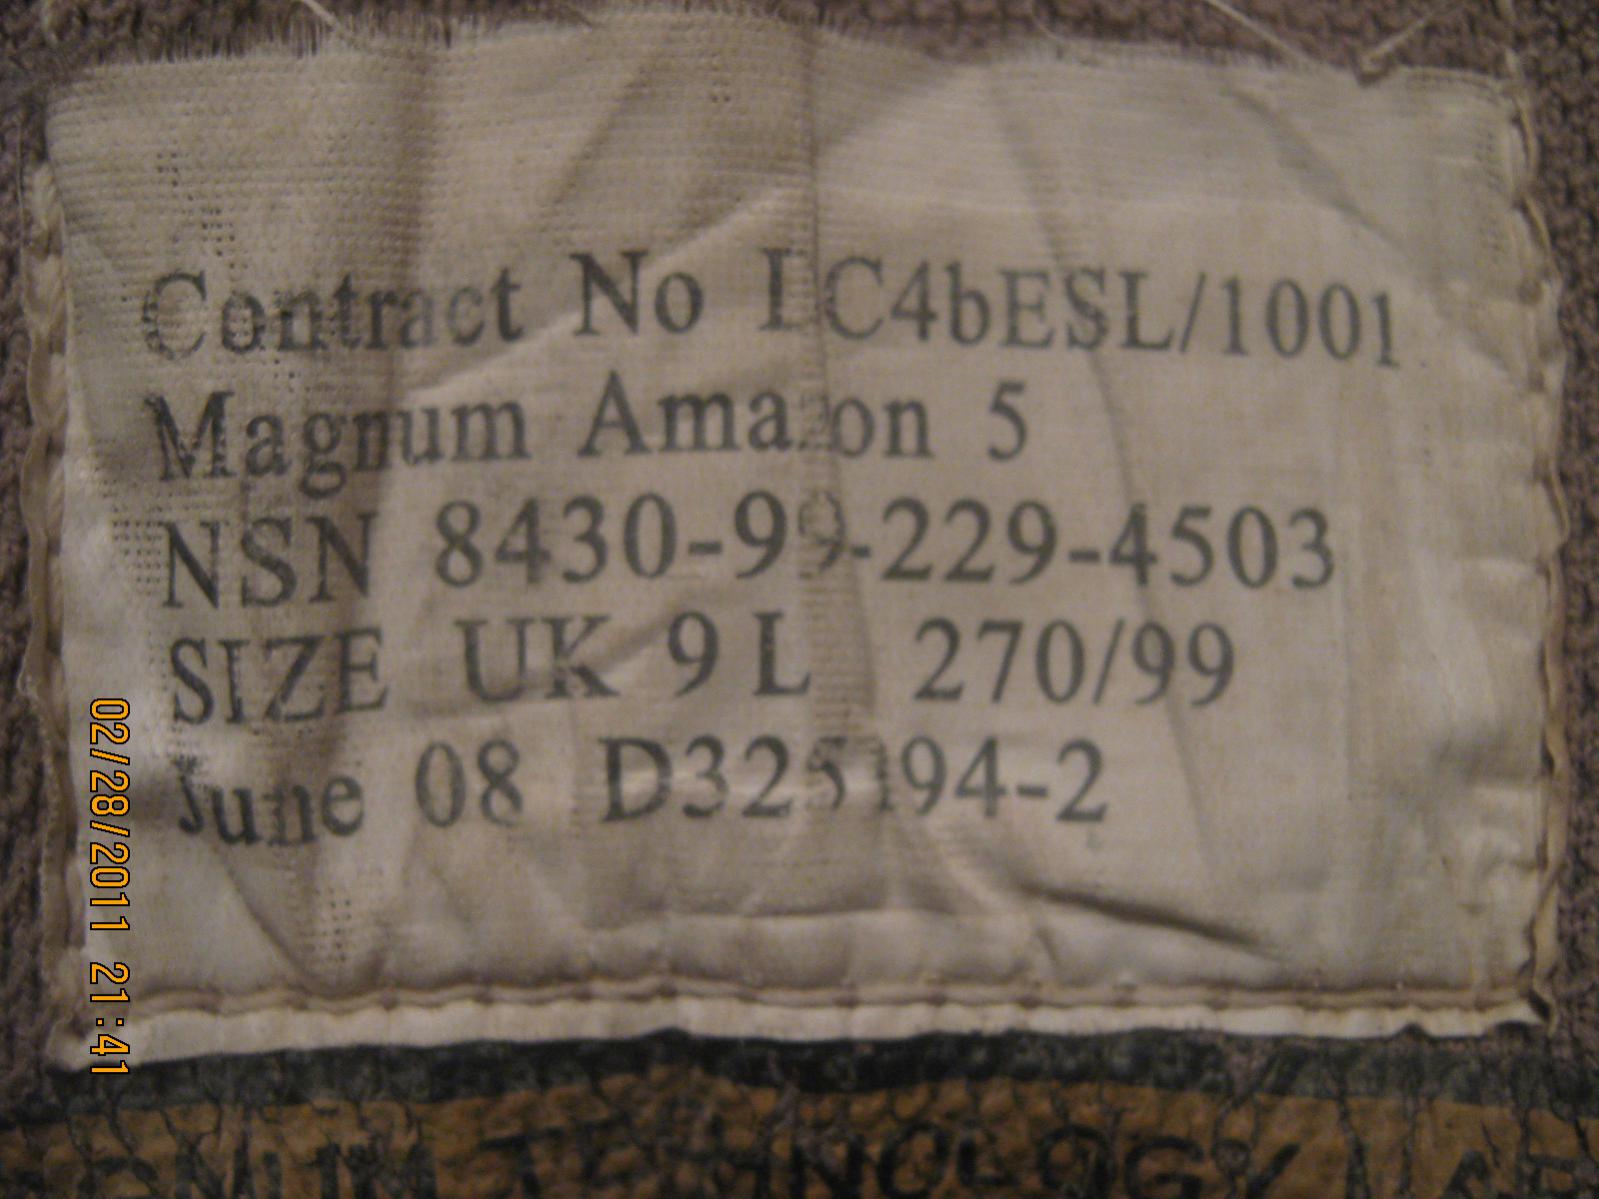 Contract No LC4bESL/1001
Magnum Amazon 5
NSN 8430-99-229-4503
SIZE UK 9 L 270/99
June 08 D325194-2
02/28/2011 21:41
TECHNOLOGY